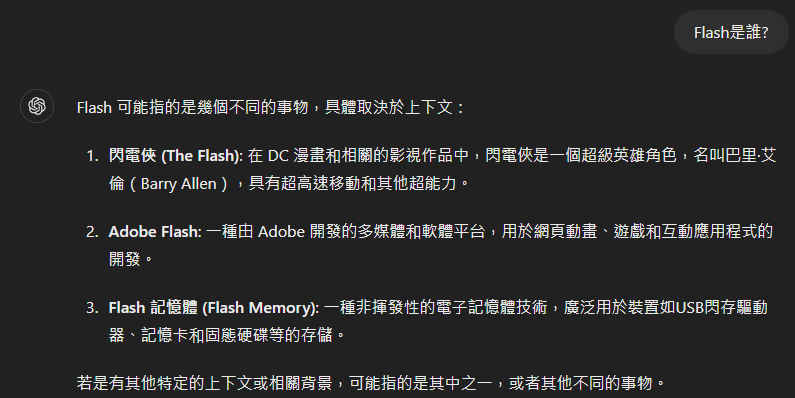 Flash是誰?
Flash 可能指的是幾個不同的事物，具體取決於上下文：
1. 閃電俠 (The Flash): 在 DC 漫畫和相關的影視作品中，閃電俠是一個超級英雄角色，名叫巴里·艾
倫（Barry Allen），具有超高速移動和其他超能力。
2. Adobe Flash: 一種由 Adobe 開發的多媒體和軟體平台，用於網頁動畫、遊戲和互動應用程式的
開發。
3. Flash 記憶體 (Flash Memory): 一種非揮發性的電子記憶體技術，廣泛用於裝置如USB閃存驅動
器、記憶卡和固態硬碟等的存儲。
若是有其他特定的上下文或相關背景，可能指的是其中之一，或者其他不同的事物。